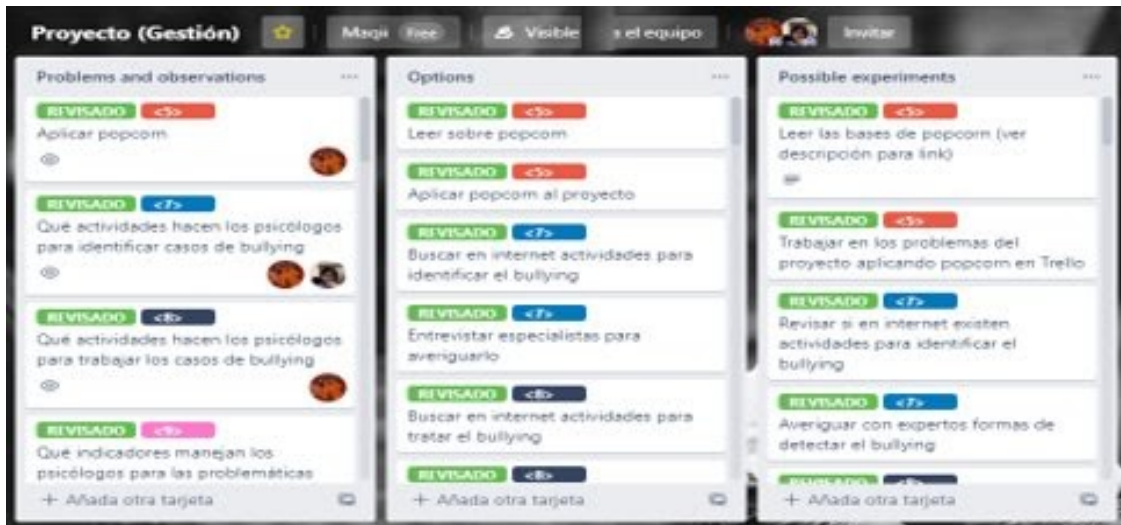 Proyecto (Gestión)
Maqii Free
Visible
s el equipo
Invitar
Problems and observations
REVISADO <5>
Aplicar popcorn
REVISADO <7>
Qué actividades hacen los psicólogos
para identificar casos de bullying
REVISADO <8>
Qué actividades hacen los psicólogos
para trabajar los casos de bullying
REVISADO <9>
Qué indicadores manejan los
psicólogos para las problemáticas
+ Añada otra tarjeta
Options
REVISADO <5>
Leer sobre popcorn
REVISADO <5>
Aplicar popcorn al proyecto
REVISADO <7>
Buscar en internet actividades para
identificar el bullying
REVISADO <7>
Entrevistar especialistas para
averiguarlo
REVISADO <8>
Buscar en internet actividades para
tratar el bullying
REVISADO <8>
+ Añada otra tarjeta
Possible experiments
REVISADO <5>
Leer las bases de popcorn (ver
descripción para link)
REVISADO <5>
Trabajar en los problemas del
proyecto aplicando popcorn en Trello
REVISADO <7>
Revisar si en internet existen
actividades para identificar el
bullying
REVISADO <7>
Averiguar con expertos formas de
detectar el bullying
REVISADO <8>
+ Añada otra tarjeta